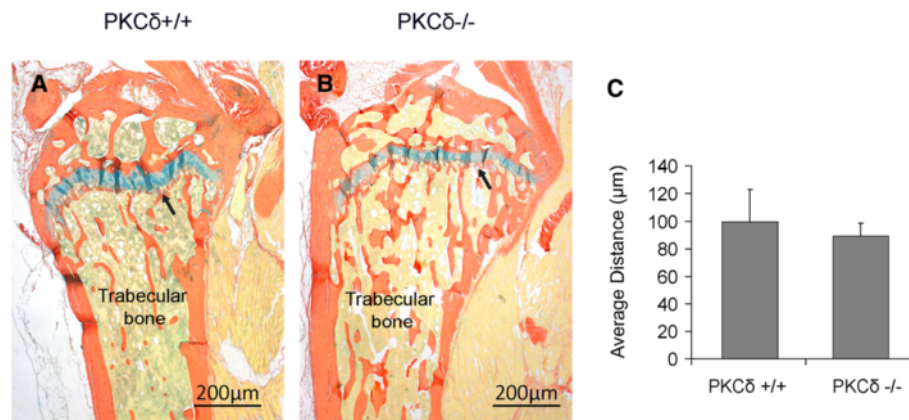 PKCδ+/+
PKCδ-/-
A
B
C
Trabecular
bone
200µm
Trabecular
bone
200µm
Average Distance (µm)
140
120
100
80
60
40
20
0
PKCδ +/+
PKCδ -/-